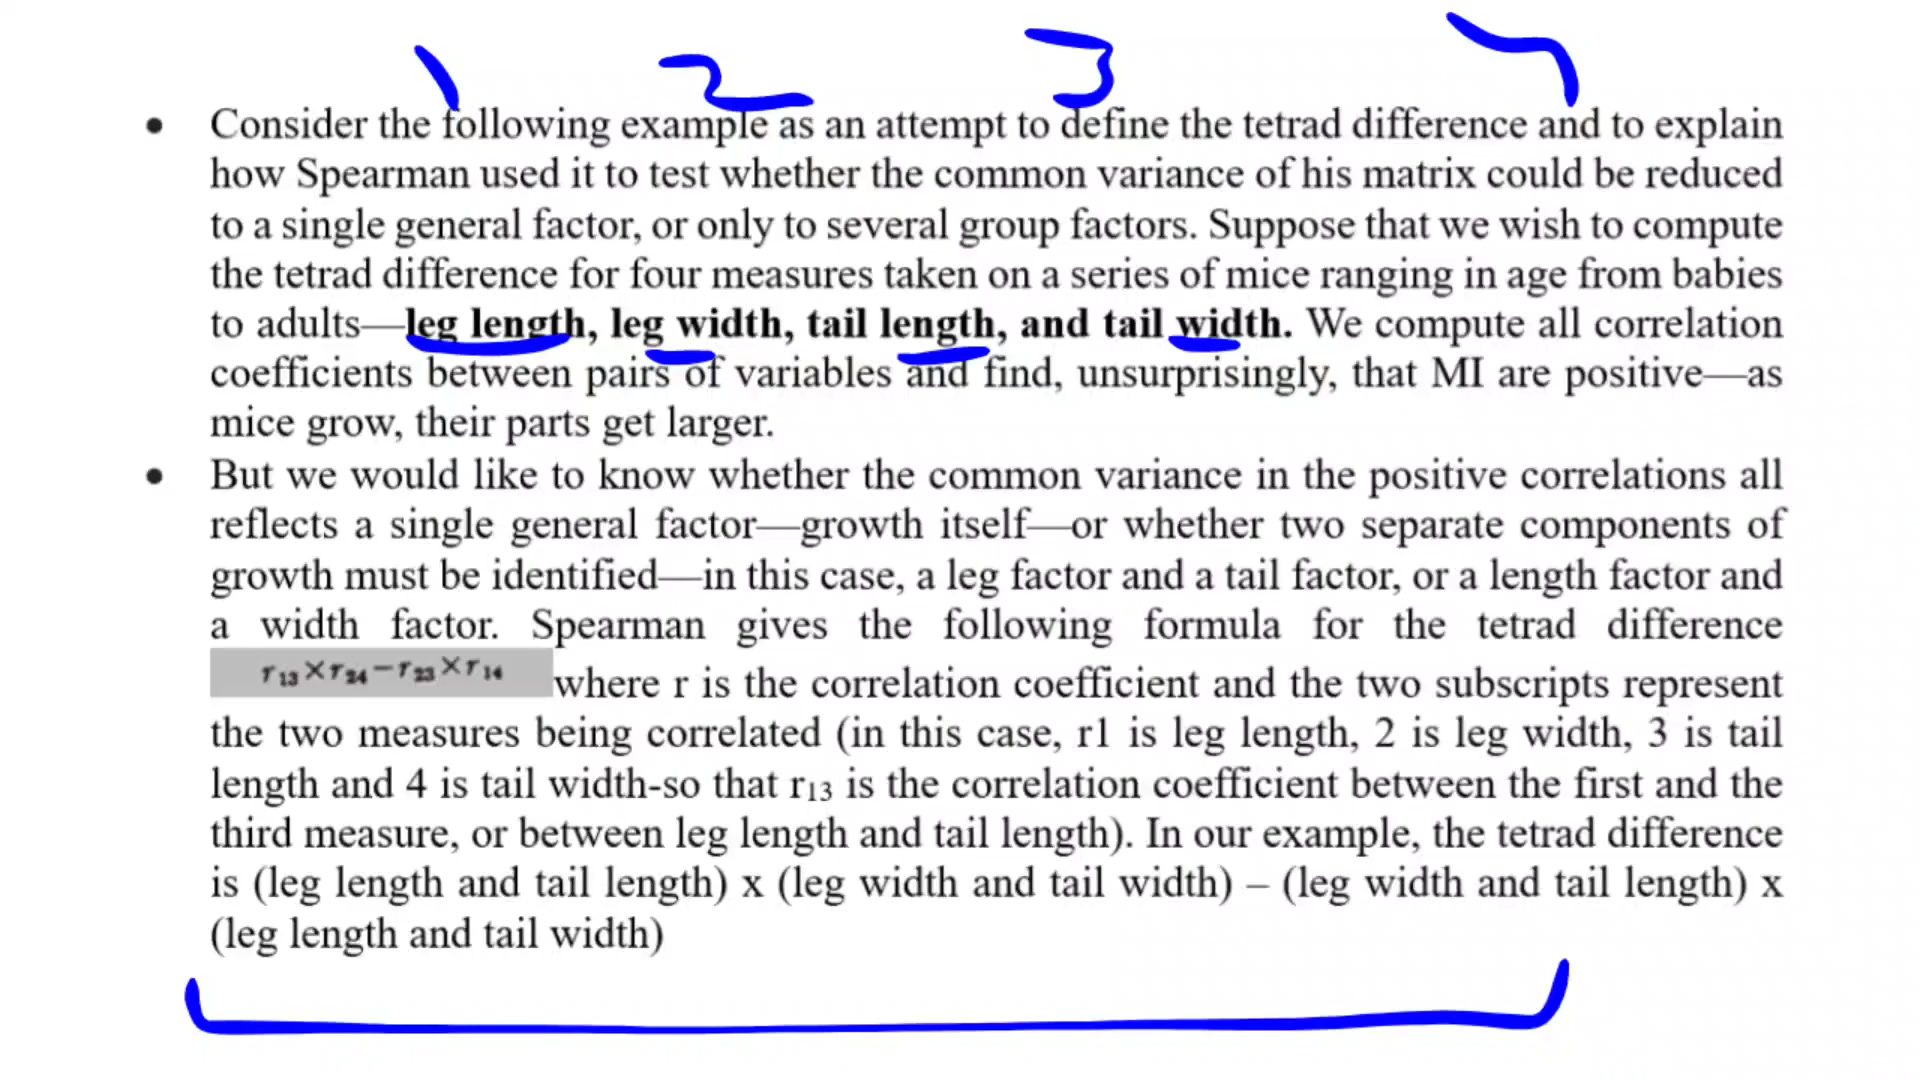 1 2 3
• Consider the following example as an attempt to define the tetrad difference and to explain
how Spearman used it to test whether the common variance of his matrix could be reduced
to a single general factor, or only to several group factors. Suppose that we wish to compute
the tetrad difference for four measures taken on a series of mice ranging in age from babies
to adults—leg length, leg width, tail length, and tail width. We compute all correlation
coefficients between pairs of variables and find, unsurprisingly, that MI are positive—as
mice grow, their parts get larger.
• But we would like to know whether the common variance in the positive correlations all
reflects a single general factor—growth itself—or whether two separate components of
growth must be identified—in this case, a leg factor and a tail factor, or a length factor and
a width factor. Spearman gives the following formula for the tetrad difference
r₁₃×r₂₄−r₂₃×r₁₄ where r is the correlation coefficient and the two subscripts represent
the two measures being correlated (in this case, r1 is leg length, 2 is leg width, 3 is tail
length and 4 is tail width-so that r₁₃ is the correlation coefficient between the first and the
third measure, or between leg length and tail length). In our example, the tetrad difference
is (leg length and tail length) x (leg width and tail width) – (leg width and tail length) x
(leg length and tail width)